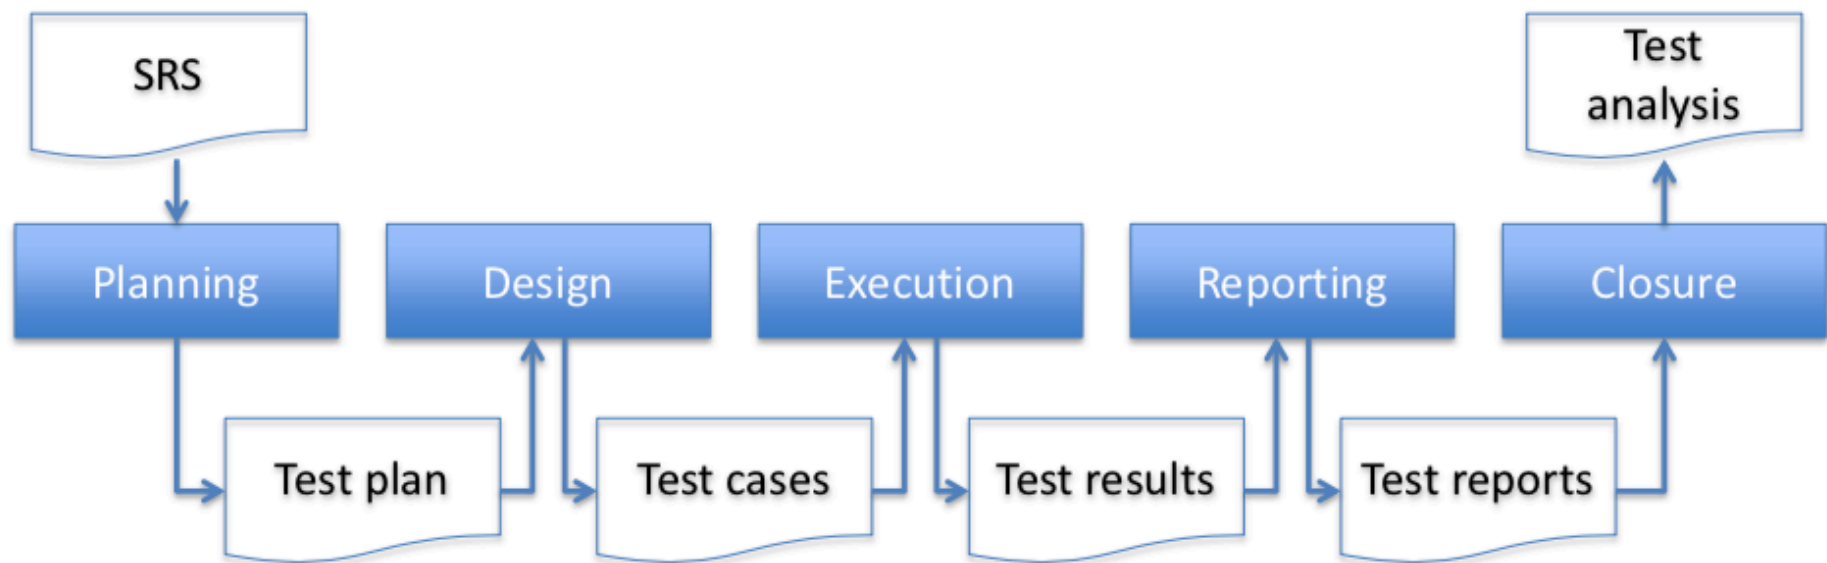 SRS
Test
analysis
Planning
Design
Execution
Reporting
Closure
Test plan
Test cases
Test results
Test reports